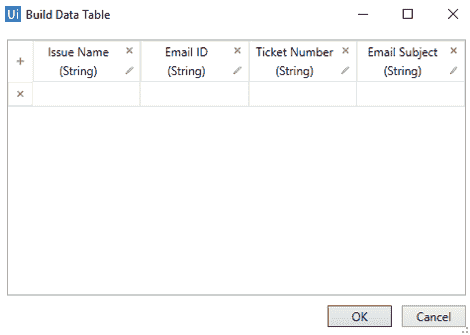 Ui Build Data Table
Issue Name Email ID Ticket Number Email Subject
(String) (String) (String) (String)
OK Cancel